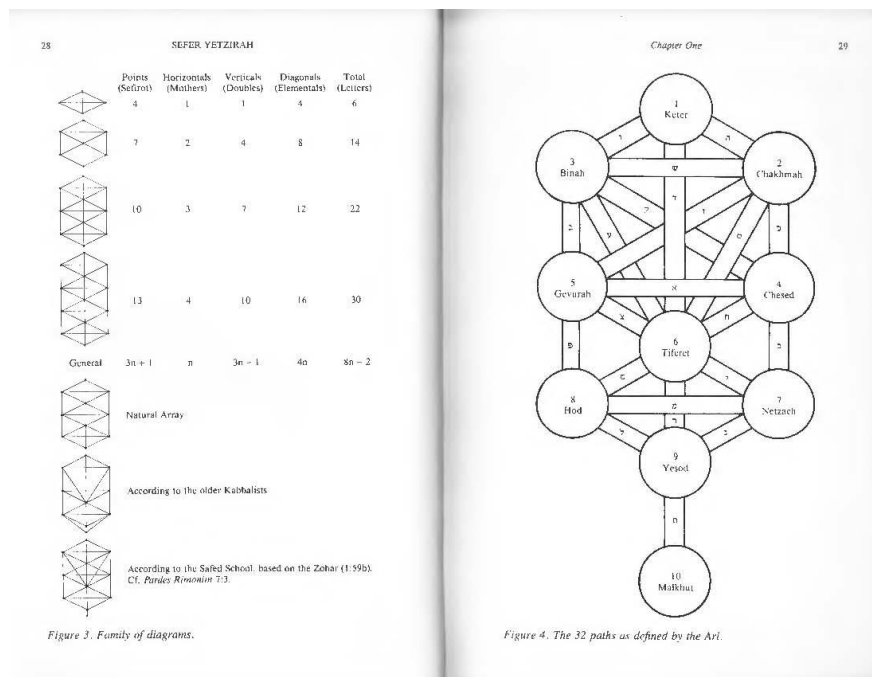 28
SEFER YETZIRAH
Points Horizontals Verticals Diagonals Total
(Sefirot) (Mothers) (Doubles) (Elementals) (Letters)
4 1 1 4 6
7 2 4 8 14
10 3 7 12 22
13 4 10 16 30
General 3n + 1 n 3n − 1 4n 8n − 2
Natural Array
According to the older Kabbalists
According to the Safed School, based on the Zohar (1:59b).
Cf. Pardes Rimonim 7:3.
Figure 3. Family of diagrams.
Chapter One
29
1
Keter
ו ה
3
Binah
ש
2
Chakhmah
ד
ז
ע
5
Gevurah
א
4
Chesed
צ ח
6
Tiferet
פ
8
Hod
מ
7
Netzach
ל נ
9
Yesod
ת
10
Malkhut
Figure 4. The 32 paths as defined by the Ari.